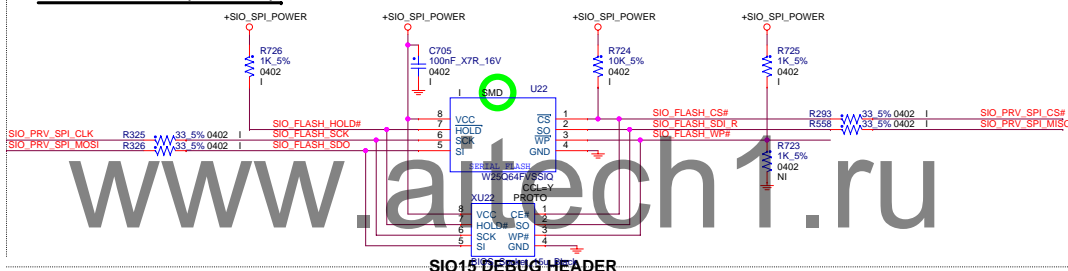 +SIO_SPI_POWER +SIO_SPI_POWER +SIO_SPI_POWER +SIO_SPI_POWER
R726 1K_5% 0402 I
C705 100nF_X7R_16V 0402 I
R724 10K_5% 0402 I
R725 1K_5% 0402 I
I SMD U22
8 VCC CS 1
7 HOLD SO 2
6 SCK WP 3
5 SI GND 4
SERIAL FLASH
W25Q64FVSSIQ
CCL=Y
SIO_FLASH_HOLD#
SIO_PRV_SPI_CLK R325 33_5% 0402 I SIO_FLASH_SCK
SIO_PRV_SPI_MOSI R326 33_5% 0402 I SIO_FLASH_SDO
SIO_FLASH_CS# R293 33_5% 0402 I SIO_PRV_SPI_CS#
SIO_FLASH_SDI_R R558 33_5% 0402 I SIO_PRV_SPI_MISO
SIO_FLASH_WP#
R723 1K_5% 0402 NI
XU22 PROTO
8 VCC CE# 1
7 HOLD# SO 2
6 SCK WP# 3
5 SI GND 4
SIO15 DEBUG HEADER
www.aitech1.ru